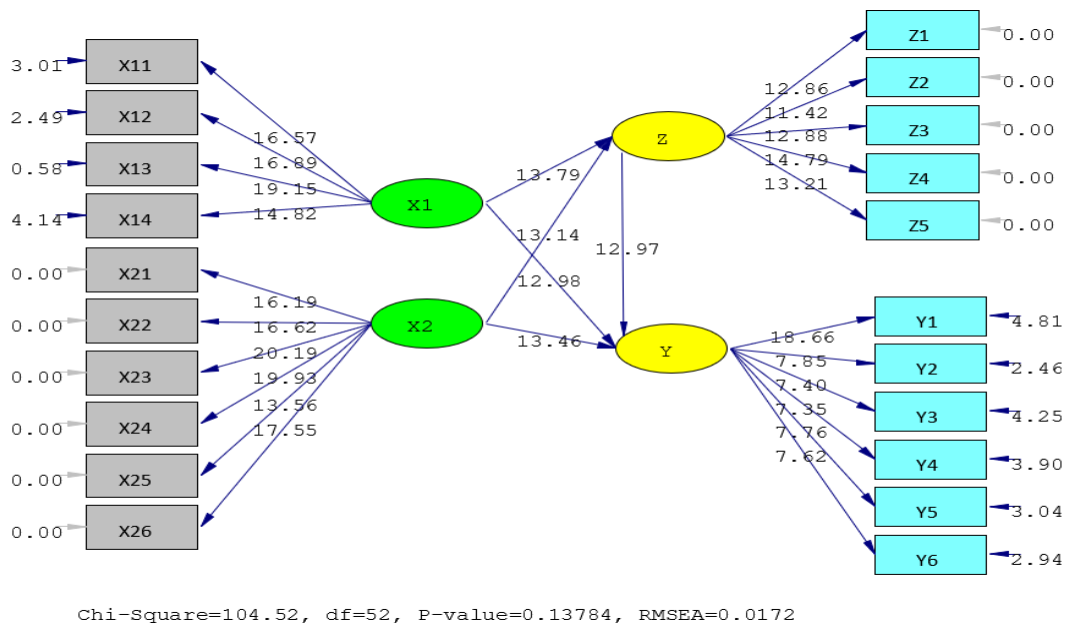 3.01 X11
2.49 X12
0.58 X13
4.14 X14
0.00 X21
0.00 X22
0.00 X23
0.00 X24
0.00 X25
0.00 X26
16.57
16.89
19.15
14.82
X1
16.19
16.62
20.19
19.93
13.56
17.55
X2
13.79
13.14
12.98
13.46
12.97
Z
Y
12.86
11.42
12.88
14.79
13.21
Z1 0.00
Z2 0.00
Z3 0.00
Z4 0.00
Z5 0.00
18.66
7.85
7.40
7.35
7.76
7.62
Y1 4.81
Y2 2.46
Y3 4.25
Y4 3.90
Y5 3.04
Y6 2.94
Chi-Square=104.52, df=52, P-value=0.13784, RMSEA=0.0172